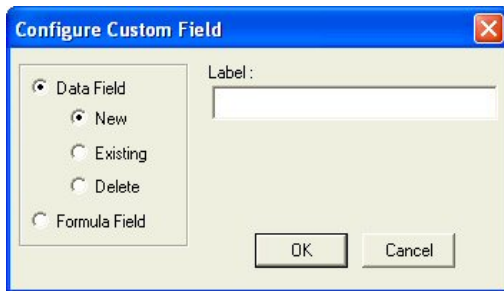 Configure Custom Field
Data Field
New
Existing
Delete
Formula Field
Label :
OK
Cancel